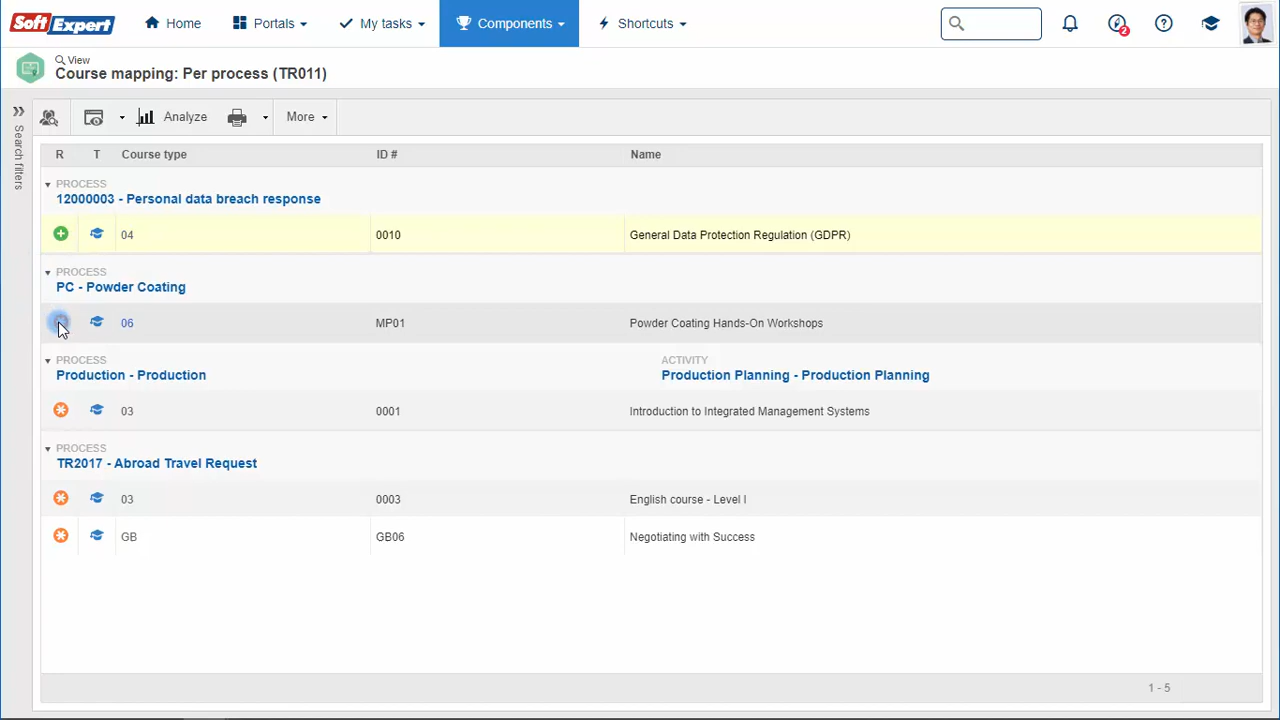 SoftExpert Home Portals My tasks Components Shortcuts 2
View
Course mapping: Per process (TR011)
Search filters
Analyze More
R T Course type ID # Name
PROCESS
12000003 - Personal data breach response
04 0010 General Data Protection Regulation (GDPR)
PROCESS
PC - Powder Coating
06 MP01 Powder Coating Hands-On Workshops
PROCESS ACTIVITY
Production - Production Production Planning - Production Planning
03 0001 Introduction to Integrated Management Systems
PROCESS
TR2017 - Abroad Travel Request
03 0003 English course - Level I
GB GB06 Negotiating with Success
1 - 5